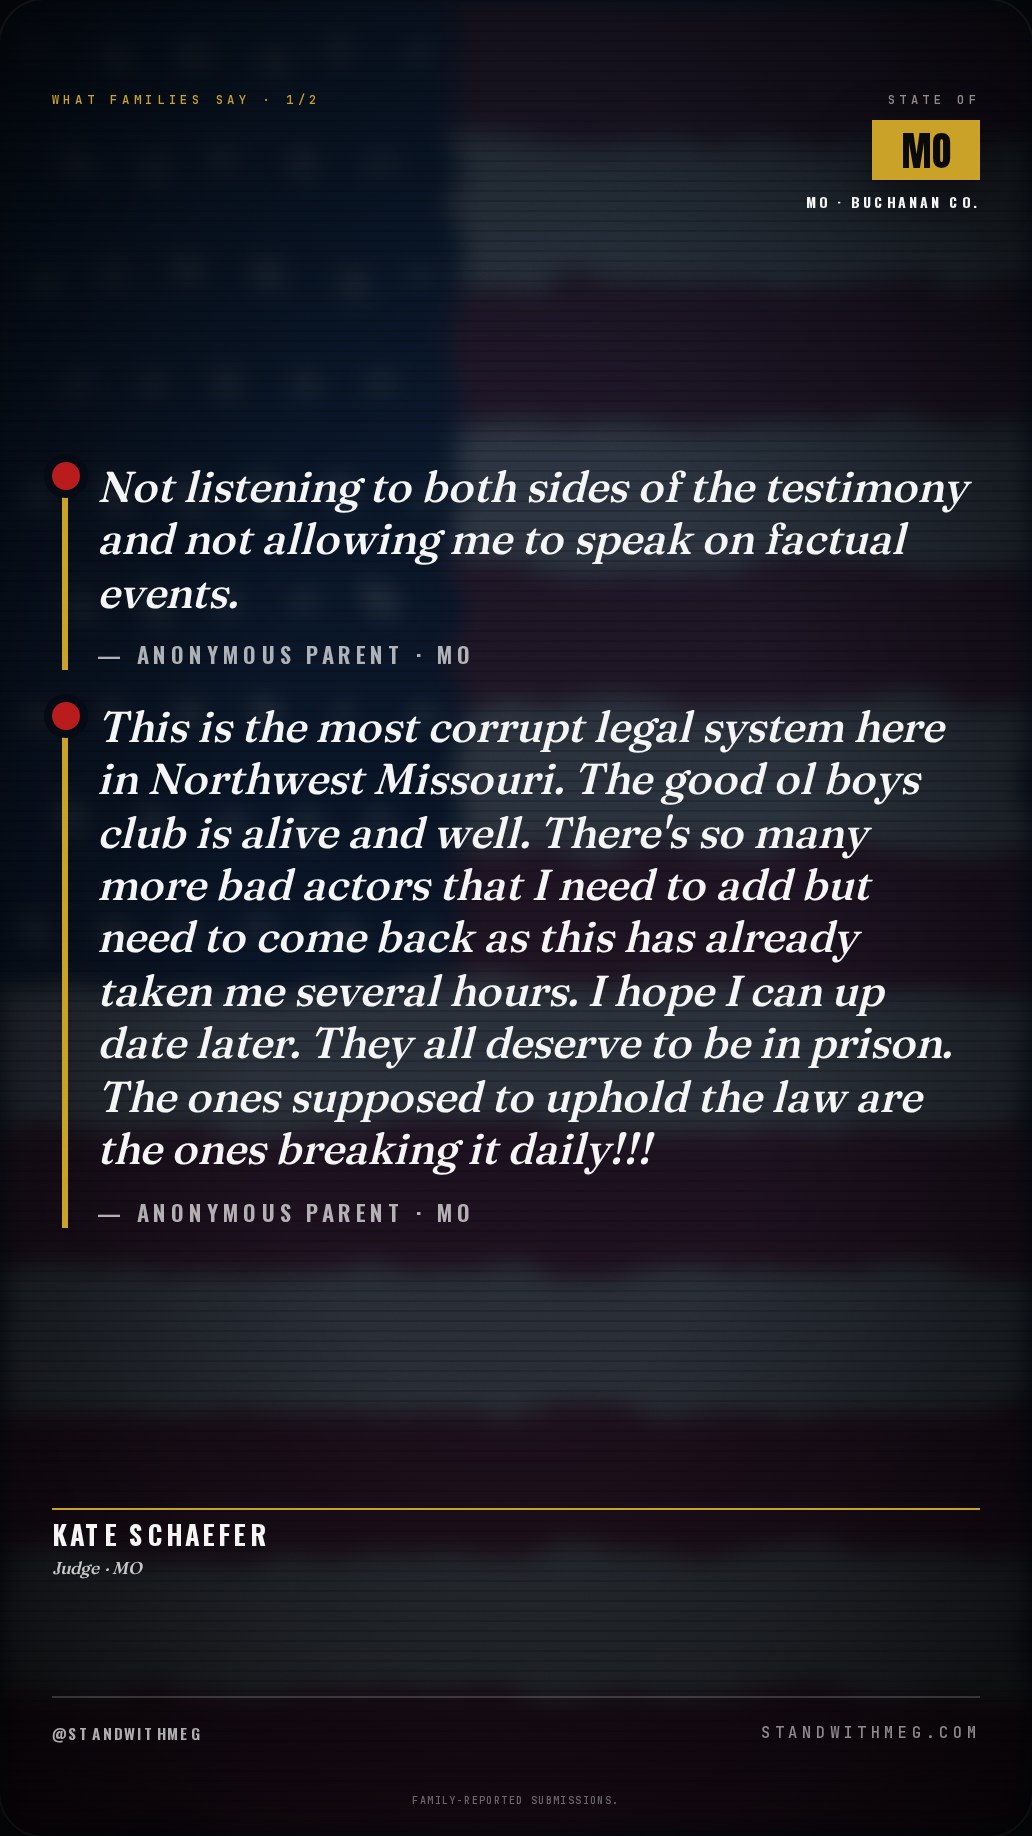 WHAT FAMILIES SAY · 1/2
STATE OF
MO
MO · BUCHANAN CO.
Not listening to both sides of the testimony
and not allowing me to speak on factual
events.
— ANONYMOUS PARENT · MO
This is the most corrupt legal system here
in Northwest Missouri. The good ol boys
club is alive and well. There's so many
more bad actors that I need to add but
need to come back as this has already
taken me several hours. I hope I can up
date later. They all deserve to be in prison.
The ones supposed to uphold the law are
the ones breaking it daily!!!
— ANONYMOUS PARENT · MO
KATE SCHAEFER
Judge · MO
@STANDWITHMEG
STANDWITHMEG.COM
FAMILY-REPORTED SUBMISSIONS.